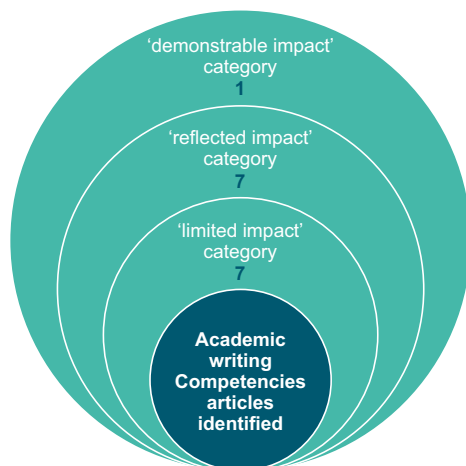 ‘demonstrable impact’
category
1
‘reflected impact’
category
7
‘limited impact’
category
7
Academic
writing
Competencies
articles
identified